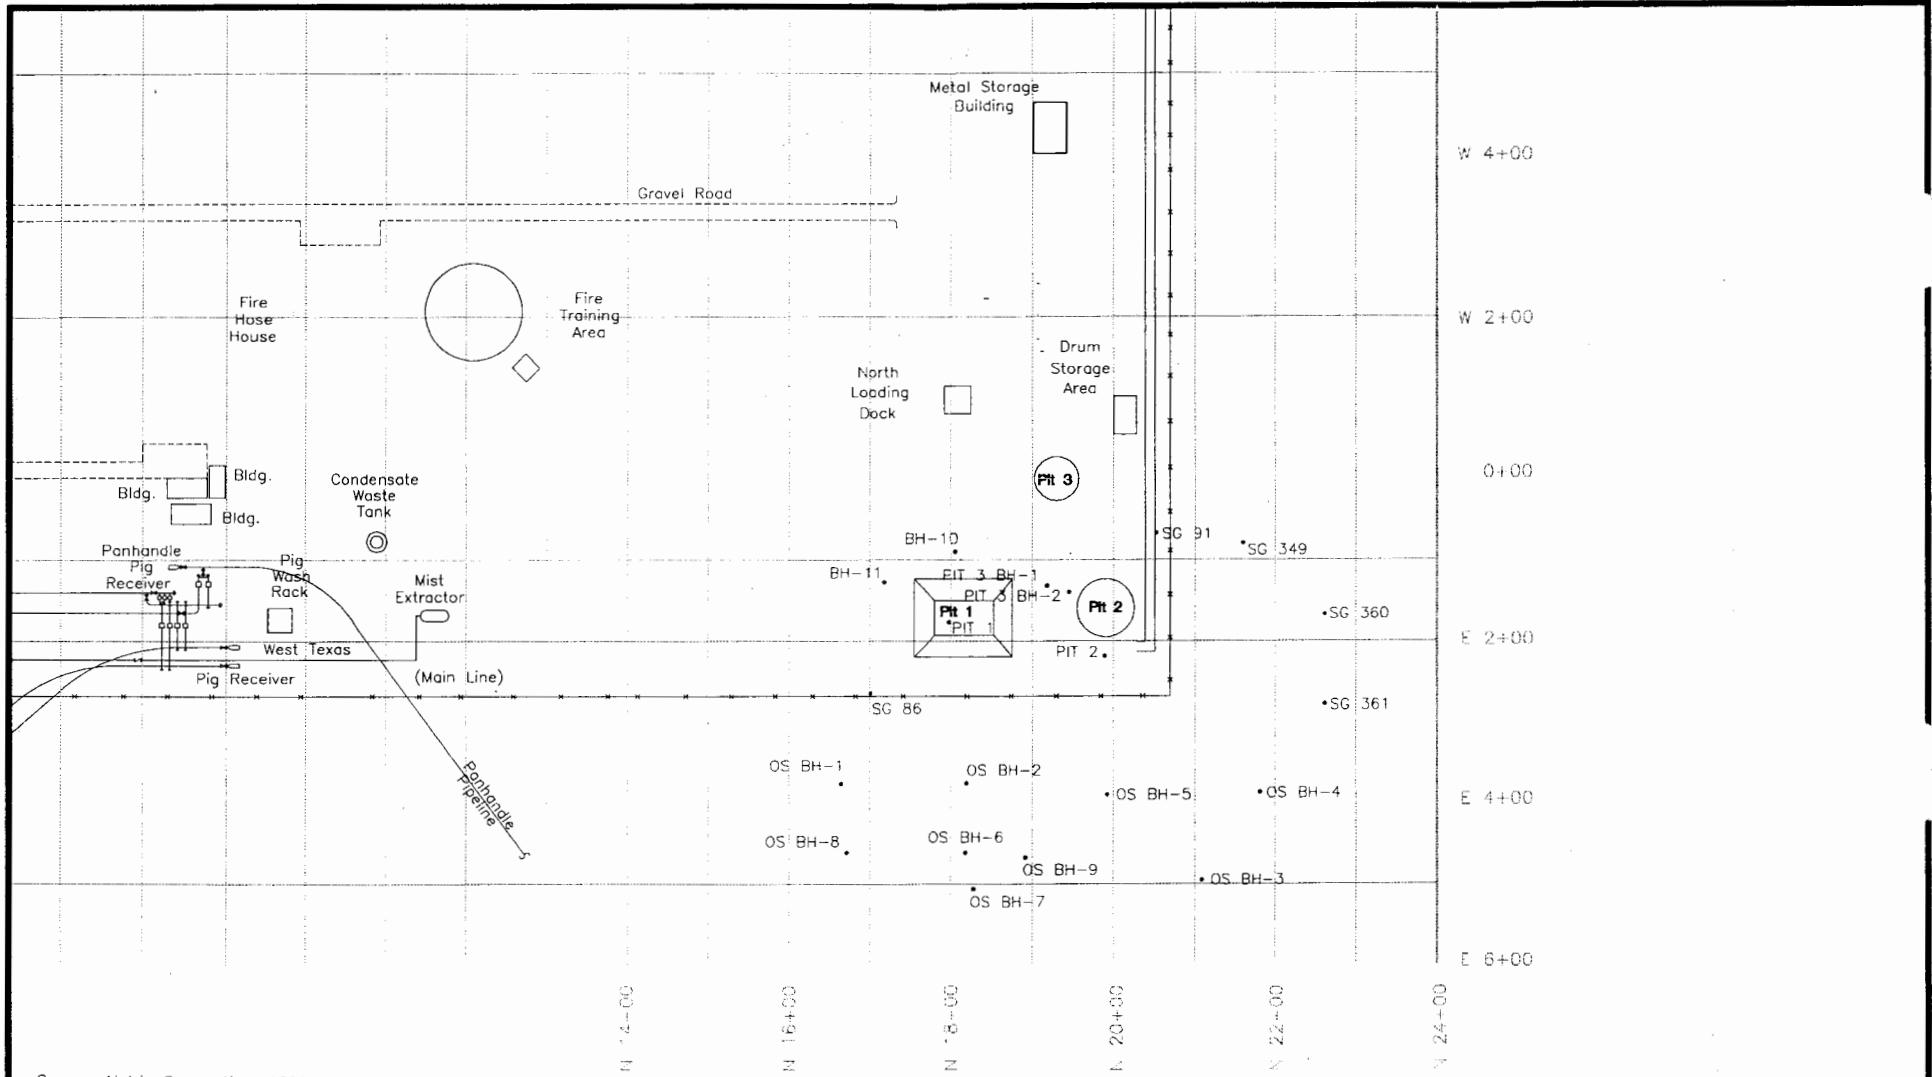 Metal Storage
Building
W 4+00
Gravel Road
Fire
Hose
House
Fire
Training
Area
W 2+00
Drum
Storage
Area
North
Loading
Dock
0+00
Bldg.
Bldg.
Bldg.
Condensate
Waste
Tank
Pit 3
SG 91
SG 349
BH-10
BH-11
Panhandle
Pig
Receiver
Pig
Wash
Rack
Mist
Extractor
PIT 3 BH-1
PIT 3 BH-2
Pit 1
PIT 1
Pit 2
SG 360
E 2+00
PIT 2
West Texas
Pig Receiver
(Main Line)
SG 86
SG 361
OS BH-1
OS BH-2
OS BH-5
OS BH-4
E 4+00
Panhandle
Pipeline
OS BH-8
OS BH-6
OS BH-9
OS BH-3
OS BH-7
E 6+00
N 14+00
N 16+00
N 18+00
N 20+00
N 22+00
N 24+00